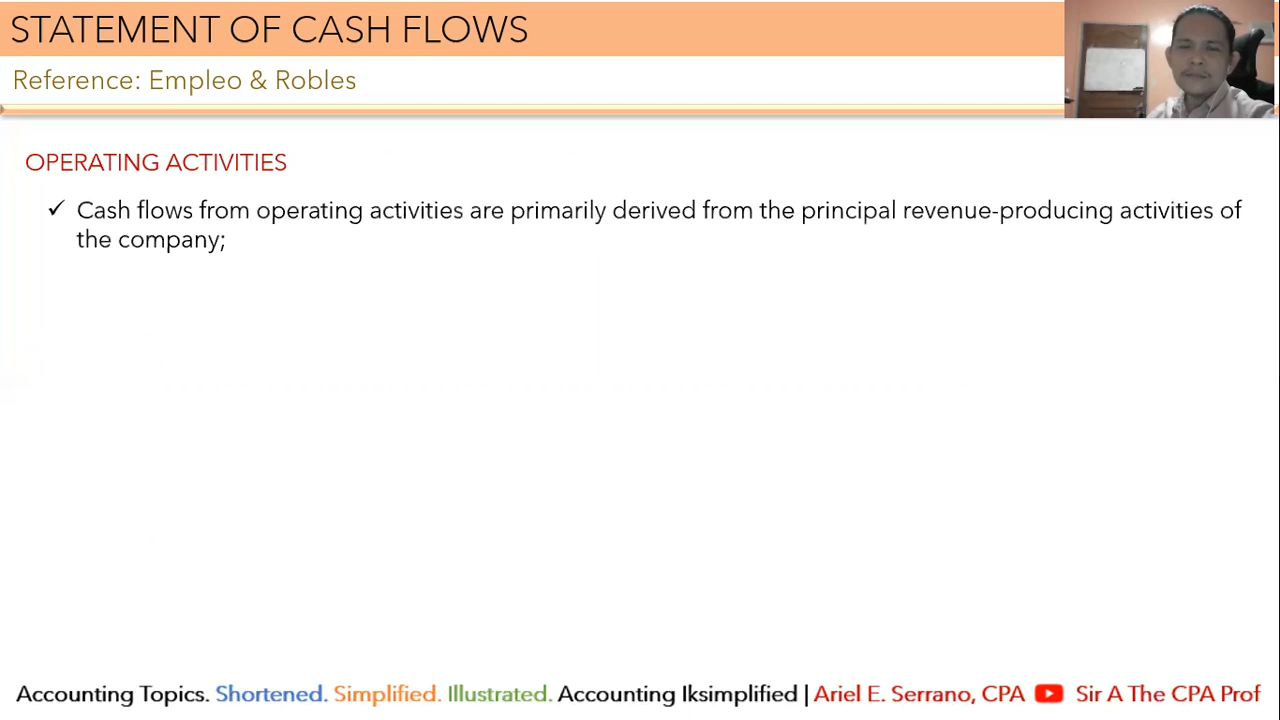 STATEMENT OF CASH FLOWS
Reference: Empleo & Robles
OPERATING ACTIVITIES
✓ Cash flows from operating activities are primarily derived from the principal revenue-producing activities of
the company;
Accounting Topics. Shortened. Simplified. Illustrated. Accounting Iksimplified | Ariel E. Serrano, CPA Sir A The CPA Prof